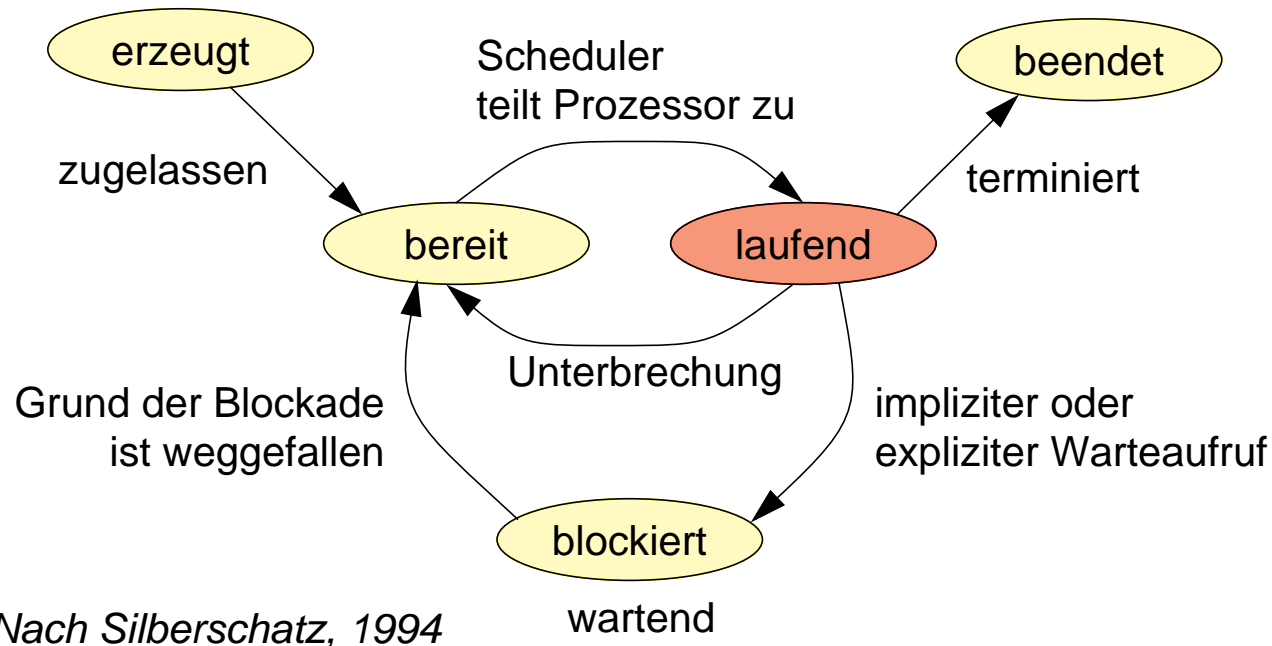 erzeugt
Scheduler
teilt Prozessor zu
beendet
zugelassen
terminiert
bereit
laufend
Unterbrechung
Grund der Blockade
ist weggefallen
impliziter oder
expliziter Warteaufruf
blockiert
wartend
Nach Silberschatz, 1994